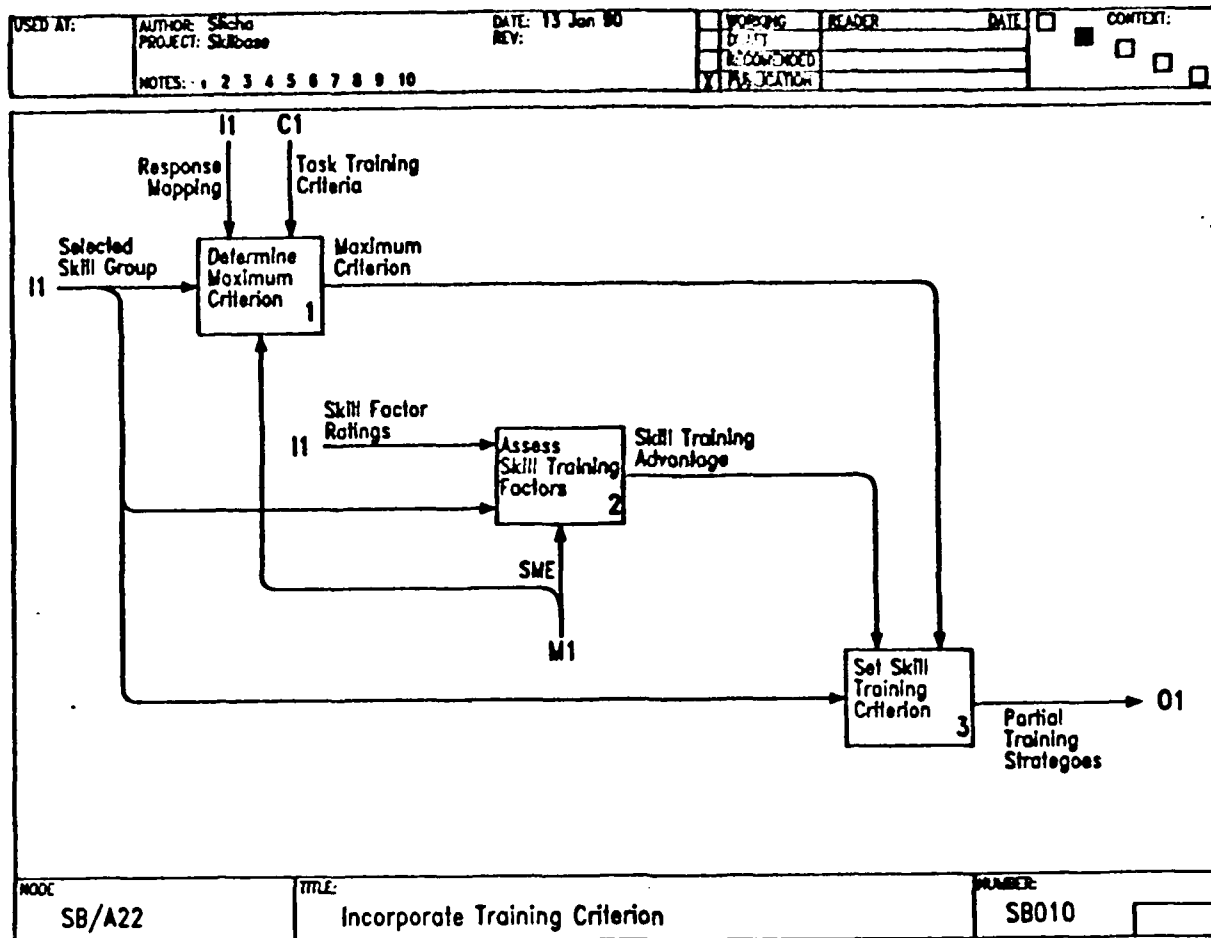 USED AT:
AUTHOR: Slicha
DATE: 13 Jan 90
WORKING
READER
DATE
CONTEXT:
PROJECT: Skillbase
REV:
DRAFT
RECOMENDED
NOTES: 1 2 3 4 5 6 7 8 9 10
X
PUBLICATION
I1
C1
Response
Mapping
Task Training
Criteria
Selected
Skill Group
I1
Determine
Maximum
Criterion
1
Maximum
Criterion
Skill Factor
Ratings
I1
Assess
Skill Training
Factors
2
Skill Training
Advantage
SME
M1
Set Skill
Training
Criterion
3
O1
Partial
Training
Strategoes
NODE
SB/A22
TITLE:
Incorporate Training Criterion
NUMBER:
SB010